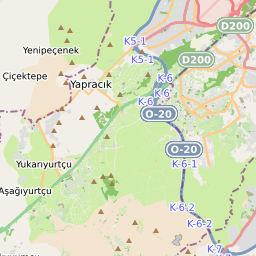 D200
K5-1
Yenipeçenek
K5-1
D200
Çiçektepe
K-6
Yapracık
K-6
K-6
O-20
O-20
Yukarıyurtçu
K-6-1
Aşağıyurtçu
K-6-2
K-6-2
K-7